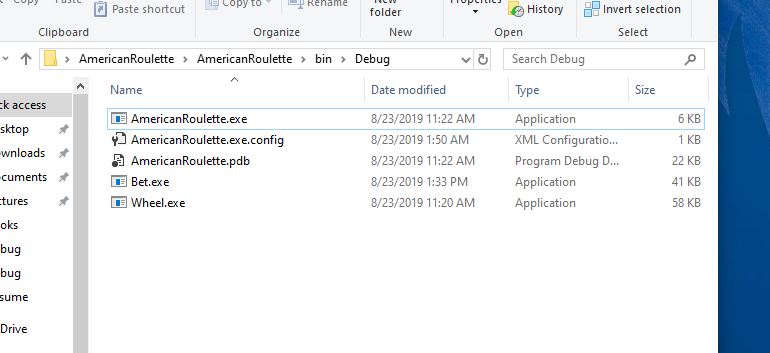 Paste
Paste shortcut
Copy to
Rename
New
folder
Properties
History
Invert selection
Clipboard
Organize
New
Open
Select
AmericanRoulette > AmericanRoulette > bin > Debug
Search Debug
Name Date modified Type Size
AmericanRoulette.exe 8/23/2019 11:22 AM Application 6 KB
AmericanRoulette.exe.config 8/23/2019 1:50 AM XML Configuratio... 1 KB
AmericanRoulette.pdb 8/23/2019 11:22 AM Program Debug D... 22 KB
Bet.exe 8/23/2019 1:33 PM Application 41 KB
Wheel.exe 8/23/2019 11:20 AM Application 58 KB
ck access
sktop
wnloads
ocuments
ctures
oks
bug
bug
sume
Drive